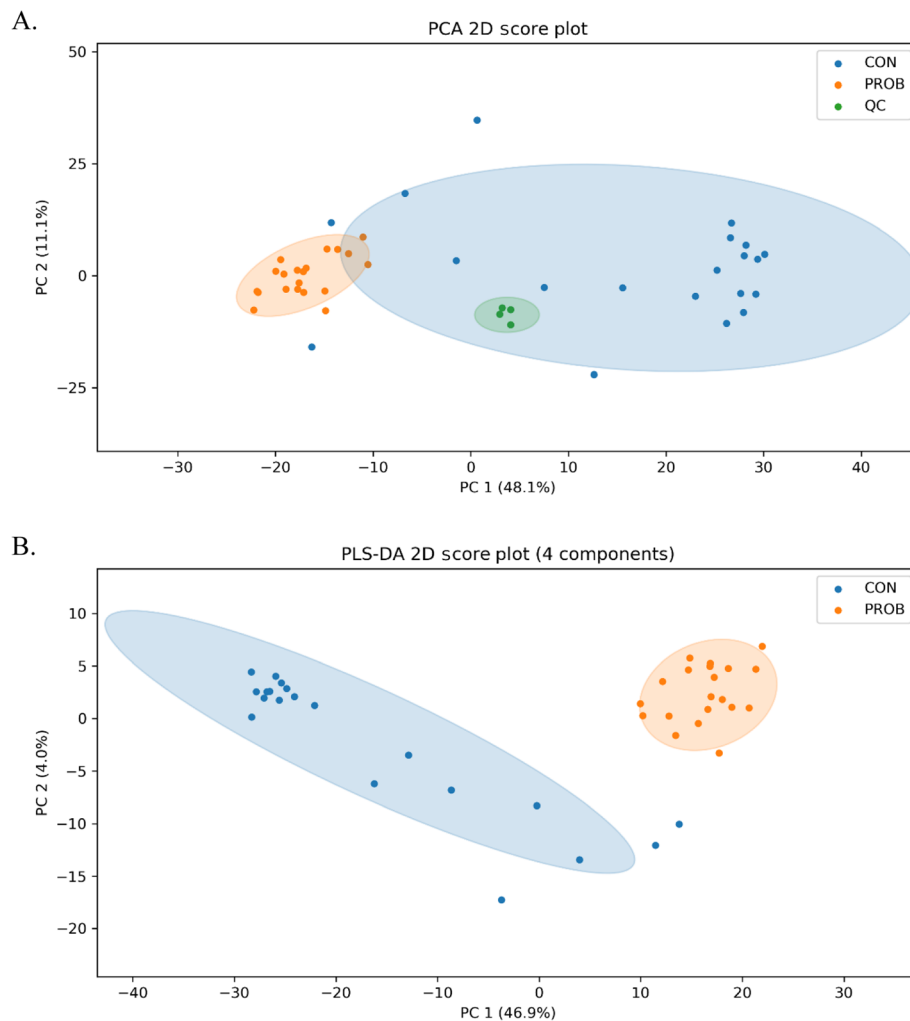 A.
PCA 2D score plot
CON
PROB
QC
50
25
0
−25
PC 2 (11.1%)
−30 −20 −10 0 10 20 30 40
PC 1 (48.1%)
B.
PLS-DA 2D score plot (4 components)
CON
PROB
10
5
0
−5
−10
−15
−20
PC 2 (4.0%)
−40 −30 −20 −10 0 10 20 30
PC 1 (46.9%)